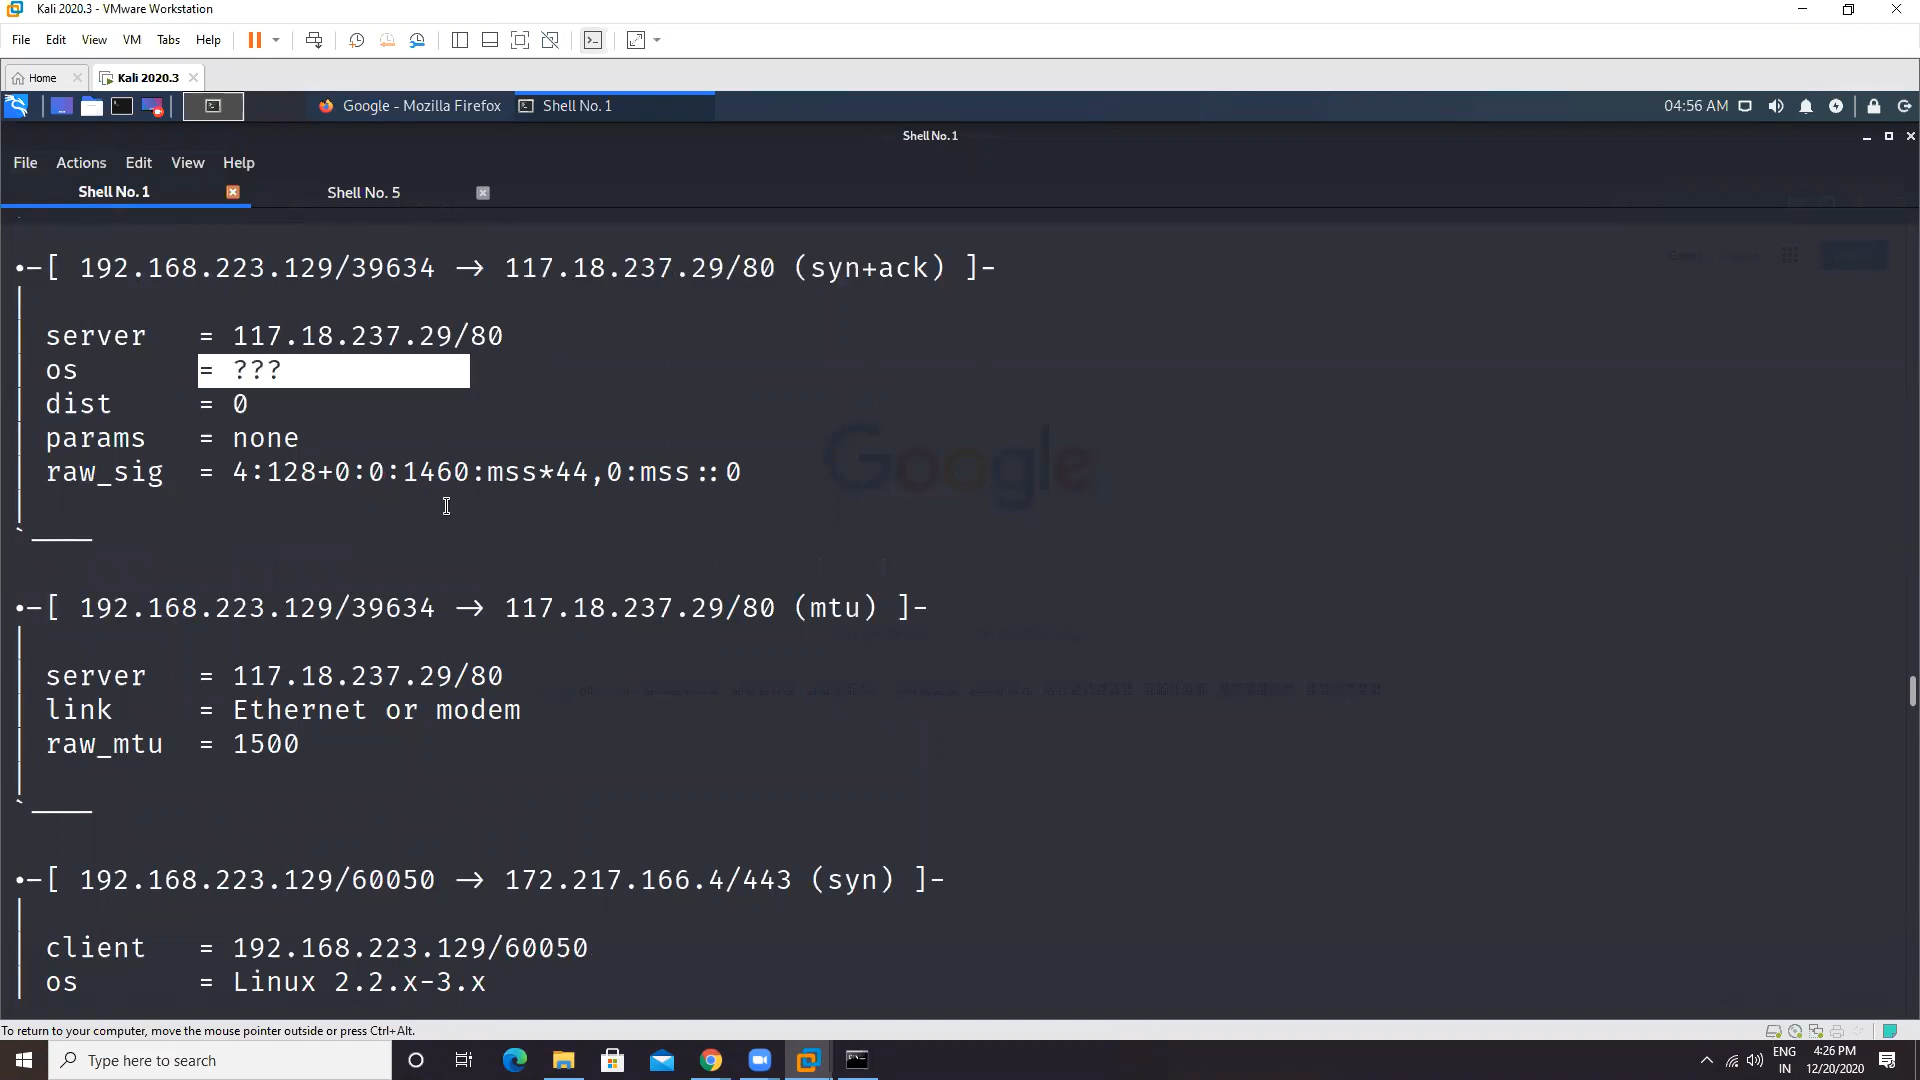 Kali 2020.3 - VMware Workstation
File Edit View VM Tabs Help
Home Kali 2020.3
Google - Mozilla Firefox Shell No. 1 04:56 AM
Shell No. 1
File Actions Edit View Help
Shell No. 1 Shell No. 5
.-[ 192.168.223.129/39634 → 117.18.237.29/80 (syn+ack) ]-
|
| server = 117.18.237.29/80
| os = ???
| dist = 0
| params = none
| raw_sig = 4:128+0:0:1460:mss*44,0:mss::0
|
`____
.-[ 192.168.223.129/39634 → 117.18.237.29/80 (mtu) ]-
|
| server = 117.18.237.29/80
| link = Ethernet or modem
| raw_mtu = 1500
|
`____
.-[ 192.168.223.129/60050 → 172.217.166.4/443 (syn) ]-
|
| client = 192.168.223.129/60050
| os = Linux 2.2.x-3.x
Google
To return to your computer, move the mouse pointer outside or press Ctrl+Alt.
Type here to search
ENG 4:26 PM
IN 12/20/2020